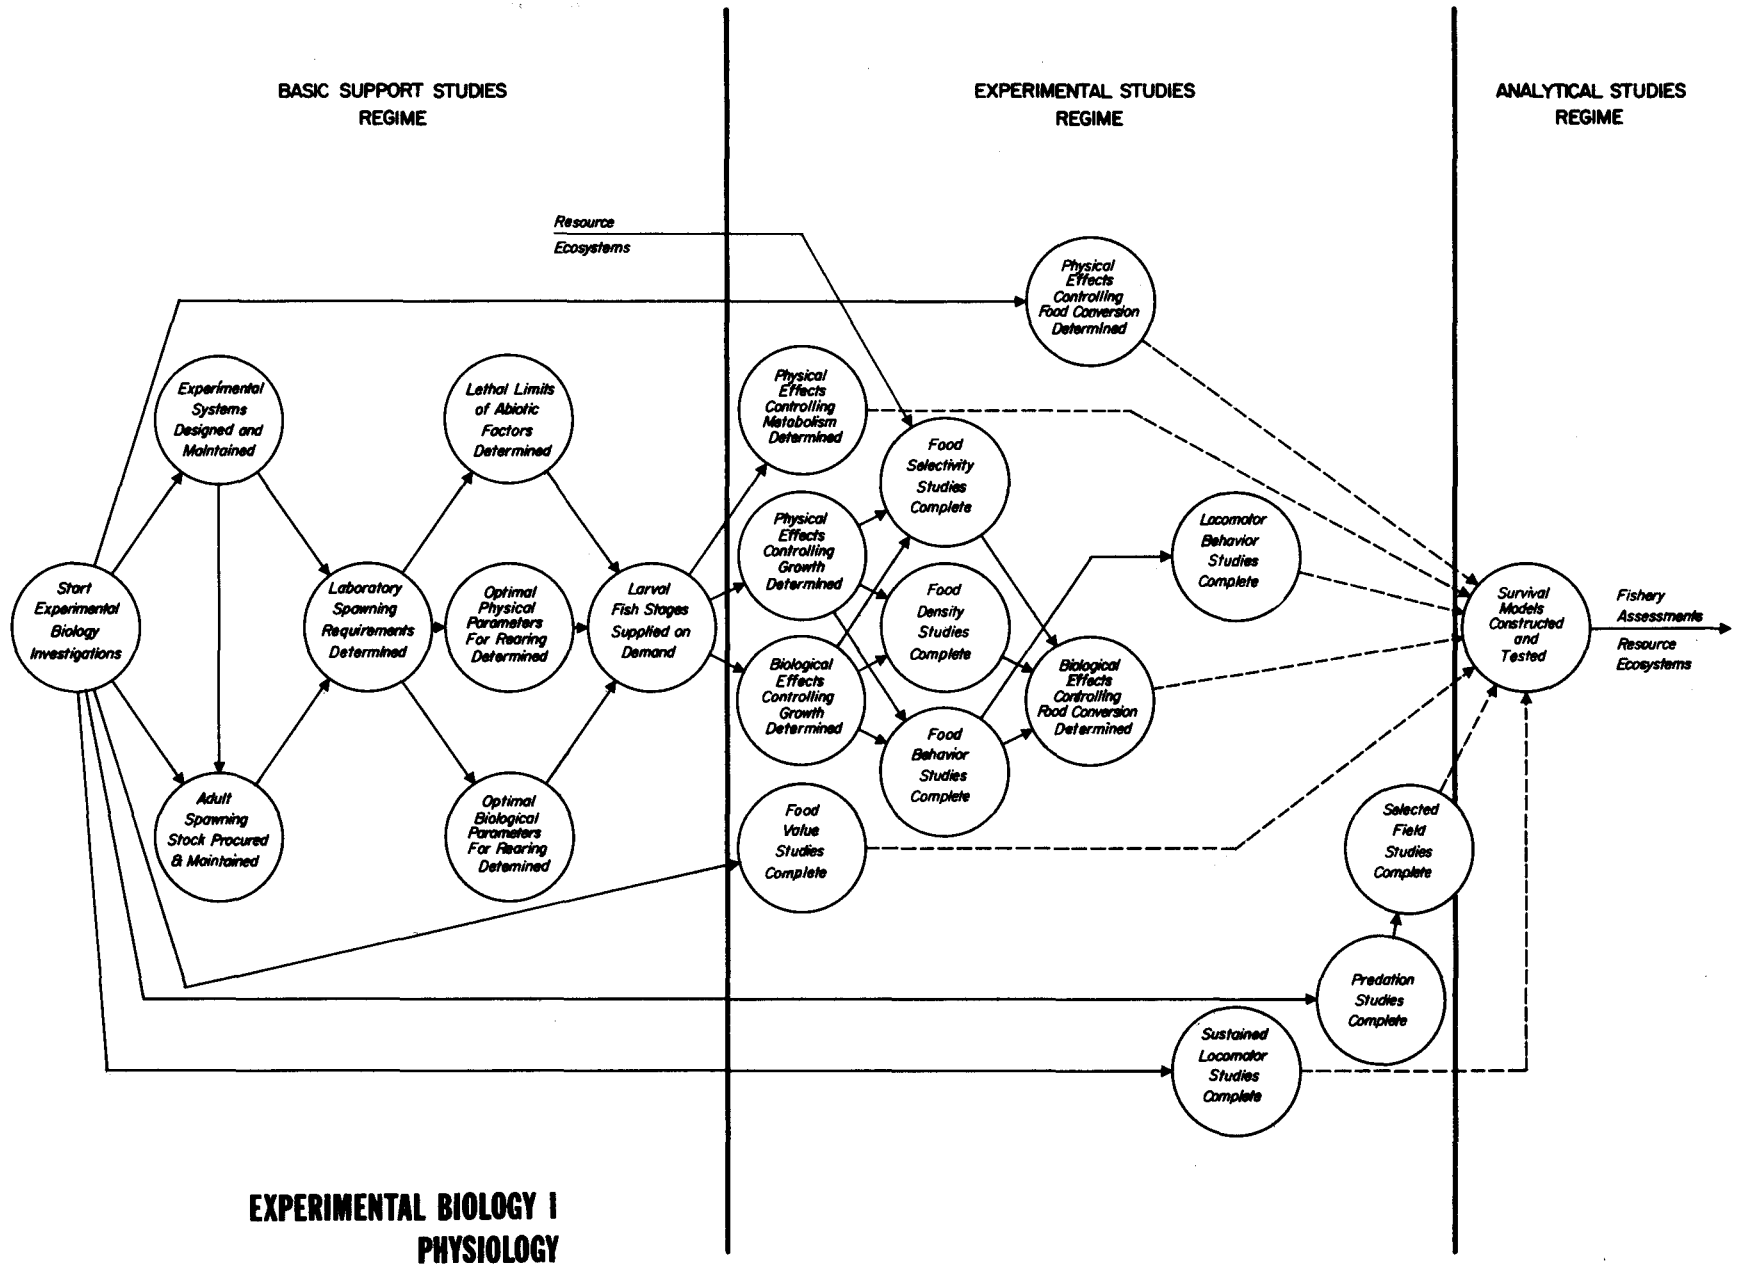 BASIC SUPPORT STUDIES
REGIME
EXPERIMENTAL STUDIES
REGIME
ANALYTICAL STUDIES
REGIME
Resource
Ecosystems
Physical
Effects
Controlling
Food Conversion
Determined
Experimental
Systems
Designed and
Maintained
Lethal Limits
of Abiotic
Factors
Determined
Physical
Effects
Controlling
Metabolism
Determined
Food
Selectivity
Studies
Complete
Start
Experimental
Biology
Investigations
Laboratory
Spawning
Requirements
Determined
Optimal
Physical
Parameters
For Rearing
Determined
Larval
Fish Stages
Supplied on
Demand
Physical
Effects
Controlling
Growth
Determined
Food
Density
Studies
Complete
Locomotor
Behavior
Studies
Complete
Survival
Models
Constructed
and
Tested
Fishery
Assessments
Resource
Ecosystems
Biological
Effects
Controlling
Growth
Determined
Biological
Effects
Controlling
Food Conversion
Determined
Food
Behavior
Studies
Complete
Adult
Spawning
Stock Procured
& Maintained
Optimal
Biological
Parameters
For Rearing
Detemined
Food
Value
Studies
Complete
Selected
Field
Studies
Complete
Predation
Studies
Complete
Sustained
Locomotor
Studies
Complete
EXPERIMENTAL BIOLOGY I
PHYSIOLOGY